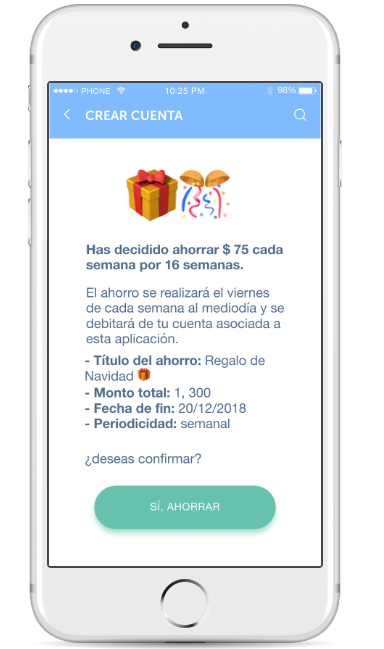 PHONE 10:25 PM 98%
CREAR CUENTA
Has decidido ahorrar $ 75 cada
semana por 16 semanas.
El ahorro se realizará el viernes
de cada semana al mediodía y se
debitará de tu cuenta asociada a
esta aplicación.
- Título del ahorro: Regalo de
Navidad 🎁
- Monto total: 1, 300
- Fecha de fin: 20/12/2018
- Periodicidad: semanal
¿deseas confirmar?
SÍ, AHORRAR